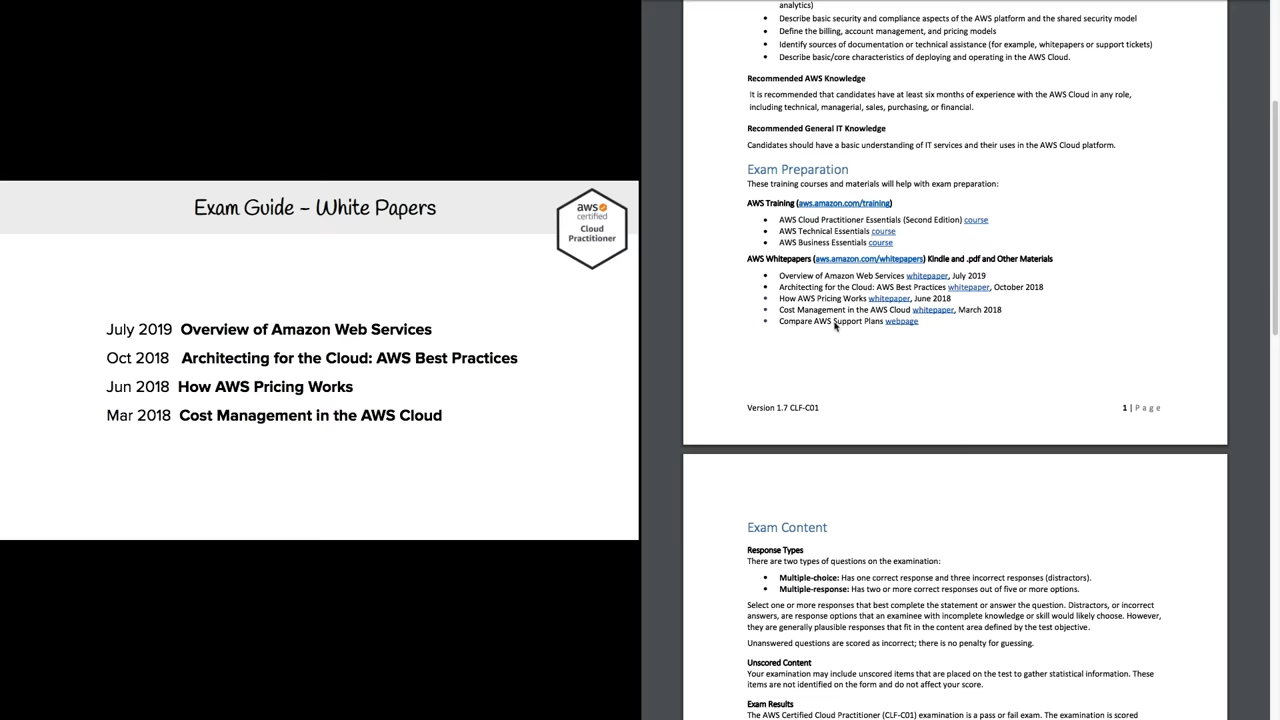 Exam Guide – White Papers
aws
certified
Cloud
Practitioner
July 2019 Overview of Amazon Web Services
Oct 2018 Architecting for the Cloud: AWS Best Practices
Jun 2018 How AWS Pricing Works
Mar 2018 Cost Management in the AWS Cloud
analytics)
• Describe basic security and compliance aspects of the AWS platform and the shared security model
• Define the billing, account management, and pricing models
• Identify sources of documentation or technical assistance (for example, whitepapers or support tickets)
• Describe basic/core characteristics of deploying and operating in the AWS Cloud.
Recommended AWS Knowledge
It is recommended that candidates have at least six months of experience with the AWS Cloud in any role,
including technical, managerial, sales, purchasing, or financial.
Recommended General IT Knowledge
Candidates should have a basic understanding of IT services and their uses in the AWS Cloud platform.
Exam Preparation
These training courses and materials will help with exam preparation:
AWS Training (aws.amazon.com/training)
• AWS Cloud Practitioner Essentials (Second Edition) course
• AWS Technical Essentials course
• AWS Business Essentials course
AWS Whitepapers (aws.amazon.com/whitepapers) Kindle and .pdf and Other Materials
• Overview of Amazon Web Services whitepaper, July 2019
• Architecting for the Cloud: AWS Best Practices whitepaper, October 2018
• How AWS Pricing Works whitepaper, June 2018
• Cost Management in the AWS Cloud whitepaper, March 2018
• Compare AWS Support Plans webpage
Version 1.7 CLF-C01 1 | Page
Exam Content
Response Types
There are two types of questions on the examination:
• Multiple-choice: Has one correct response and three incorrect responses (distractors).
• Multiple-response: Has two or more correct responses out of five or more options.
Select one or more responses that best complete the statement or answer the question. Distractors, or incorrect
answers, are response options that an examinee with incomplete knowledge or skill would likely choose. However,
they are generally plausible responses that fit in the content area defined by the test objective.
Unanswered questions are scored as incorrect; there is no penalty for guessing.
Unscored Content
Your examination may include unscored items that are placed on the test to gather statistical information. These
items are not identified on the form and do not affect your score.
Exam Results
The AWS Certified Cloud Practitioner (CLF-C01) examination is a pass or fail exam. The examination is scored